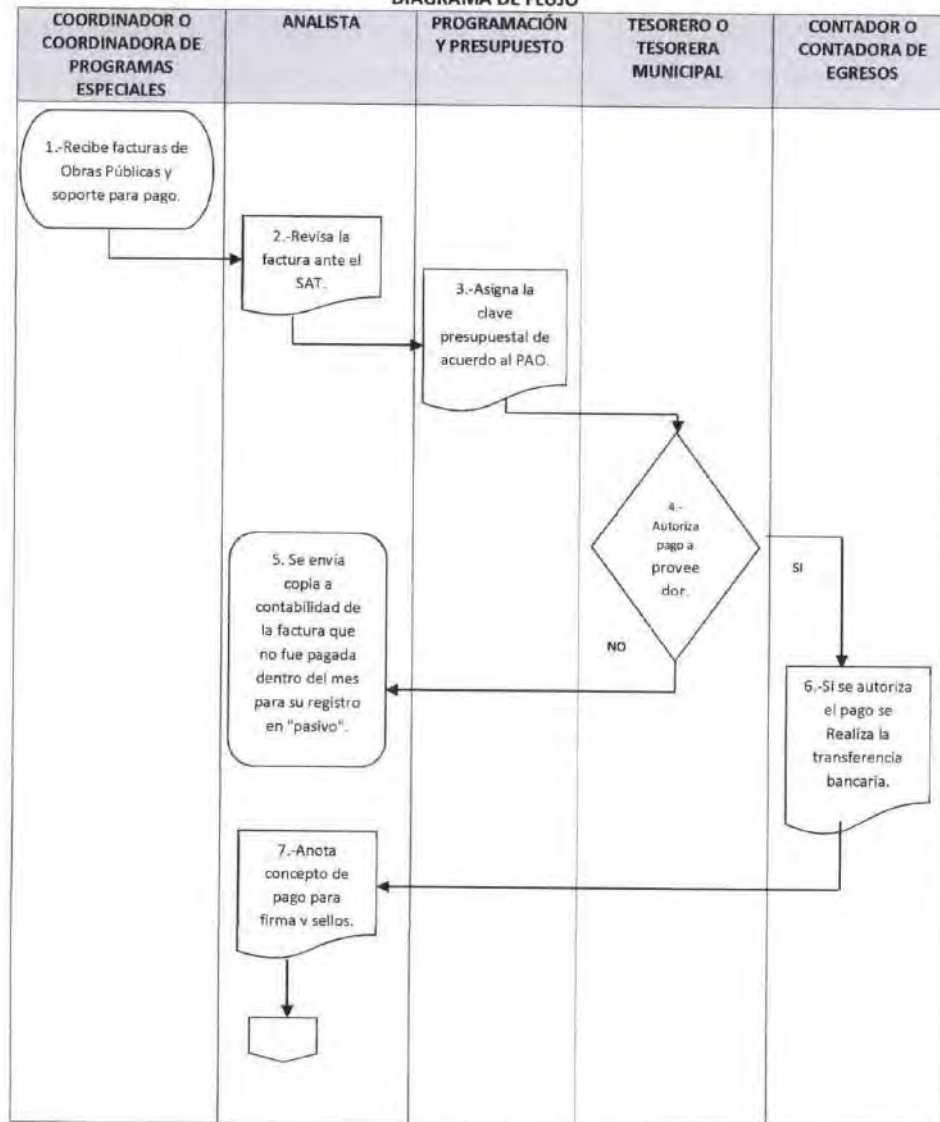 DIAGRAMA DE FLUJO
COORDINADOR O
COORDINADORA DE
PROGRAMAS
ESPECIALES
ANALISTA
PROGRAMACIÓN
Y PRESUPUESTO
TESORERO O
TESORERA
MUNICIPAL
CONTADOR O
CONTADORA DE
EGRESOS
1.-Recibe facturas de
Obras Públicas y
soporte para pago.
2.-Revisa la
factura ante el
SAT.
3.-Asigna la
clave
presupuestal de
acuerdo al PAO.
4.-
Autoriza
pago a
provee
dor.
SI
NO
5. Se envía
copia a
contabilidad de
la factura que
no fue pagada
dentro del mes
para su registro
en "pasivo".
6.-Si se autoriza
el pago se
Realiza la
transferencia
bancaria.
7.-Anota
concepto de
pago para
firma y sellos.